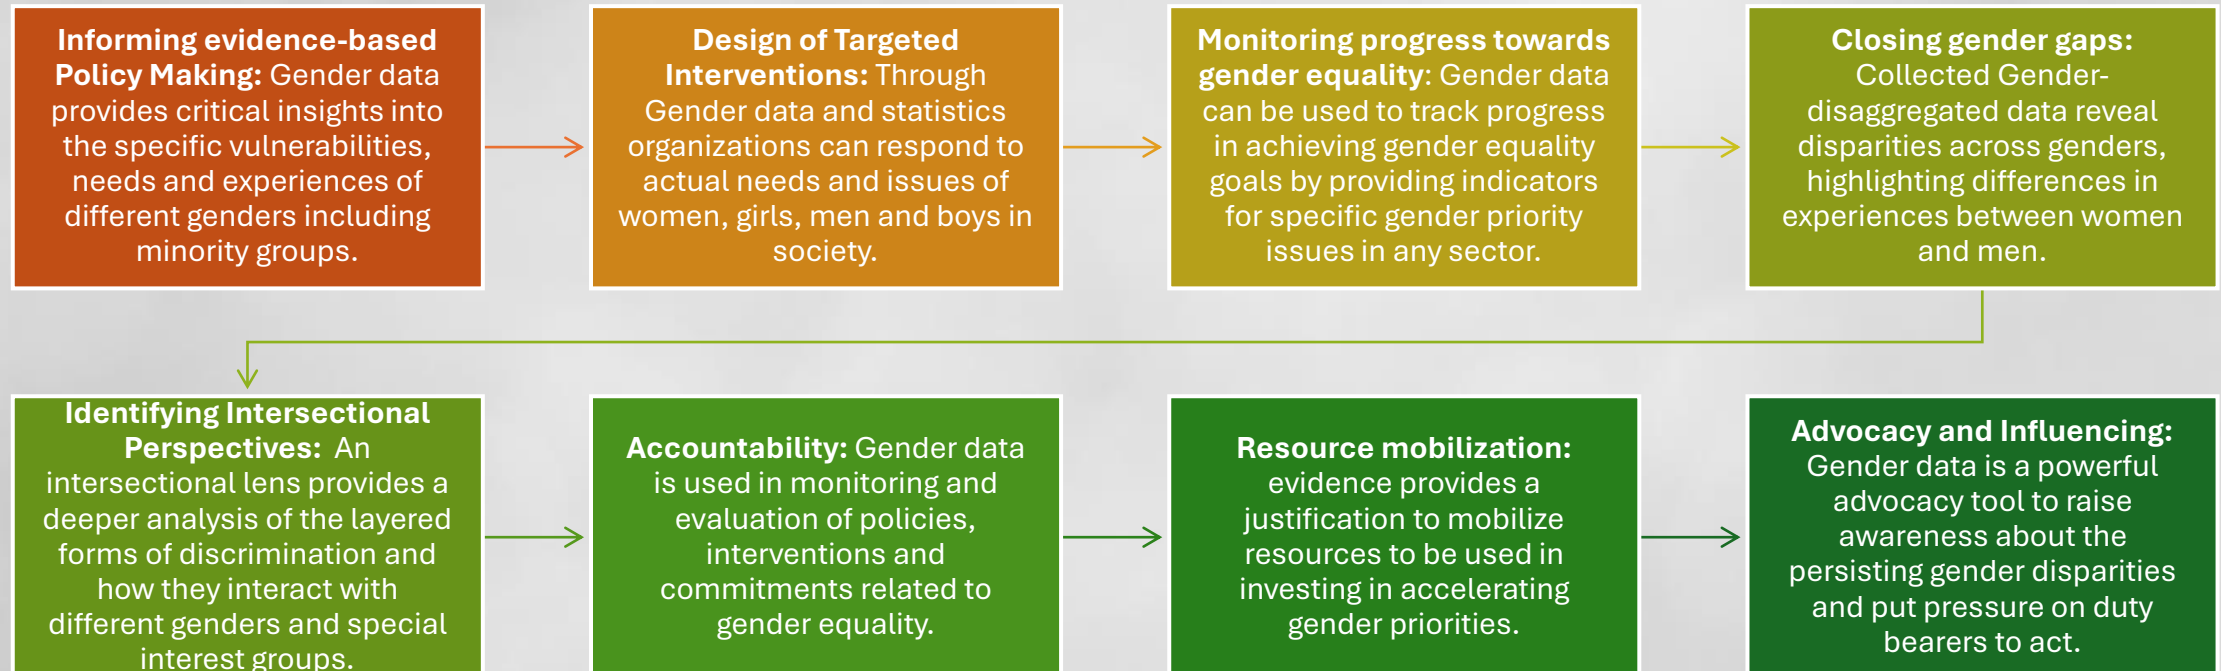 Informing evidence-based
Policy Making: Gender data
provides critical insights into
the specific vulnerabilities,
needs and experiences of
different genders including
minority groups.
Design of Targeted
Interventions: Through
Gender data and statistics
organizations can respond to
actual needs and issues of
women, girls, men and boys in
society.
Monitoring progress towards
gender equality: Gender data
can be used to track progress
in achieving gender equality
goals by providing indicators
for specific gender priority
issues in any sector.
Closing gender gaps:
Collected Gender-
disaggregated data reveal
disparities across genders,
highlighting differences in
experiences between women
and men.
Identifying Intersectional
Perspectives: An
intersectional lens provides a
deeper analysis of the layered
forms of discrimination and
how they interact with
different genders and special
interest groups.
Accountability: Gender data
is used in monitoring and
evaluation of policies,
interventions and
commitments related to
gender equality.
Resource mobilization:
evidence provides a
justification to mobilize
resources to be used in
investing in accelerating
gender priorities.
Advocacy and Influencing:
Gender data is a powerful
advocacy tool to raise
awareness about the
persisting gender disparities
and put pressure on duty
bearers to act.